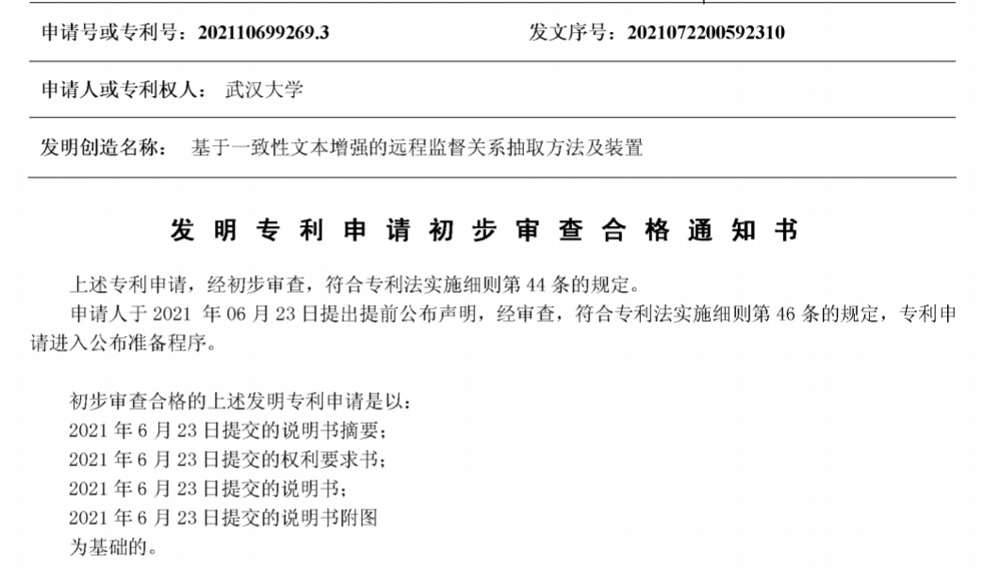 申请号或专利号：202110699269.3 发文序号：2021072200592310
申请人或专利权人： 武汉大学
发明创造名称： 基于一致性文本增强的远程监督关系抽取方法及装置
发明专利申请初步审查合格通知书
上述专利申请，经初步审查，符合专利法实施细则第 44 条的规定。
申请人于 2021 年 06 月 23 日提出提前公布声明，经审查，符合专利法实施细则第 46 条的规定，专利申
请进入公布准备程序。
初步审查合格的上述发明专利申请是以：
2021 年 6 月 23 日提交的说明书摘要；
2021 年 6 月 23 日提交的权利要求书；
2021 年 6 月 23 日提交的说明书；
2021 年 6 月 23 日提交的说明书附图
为基础的。